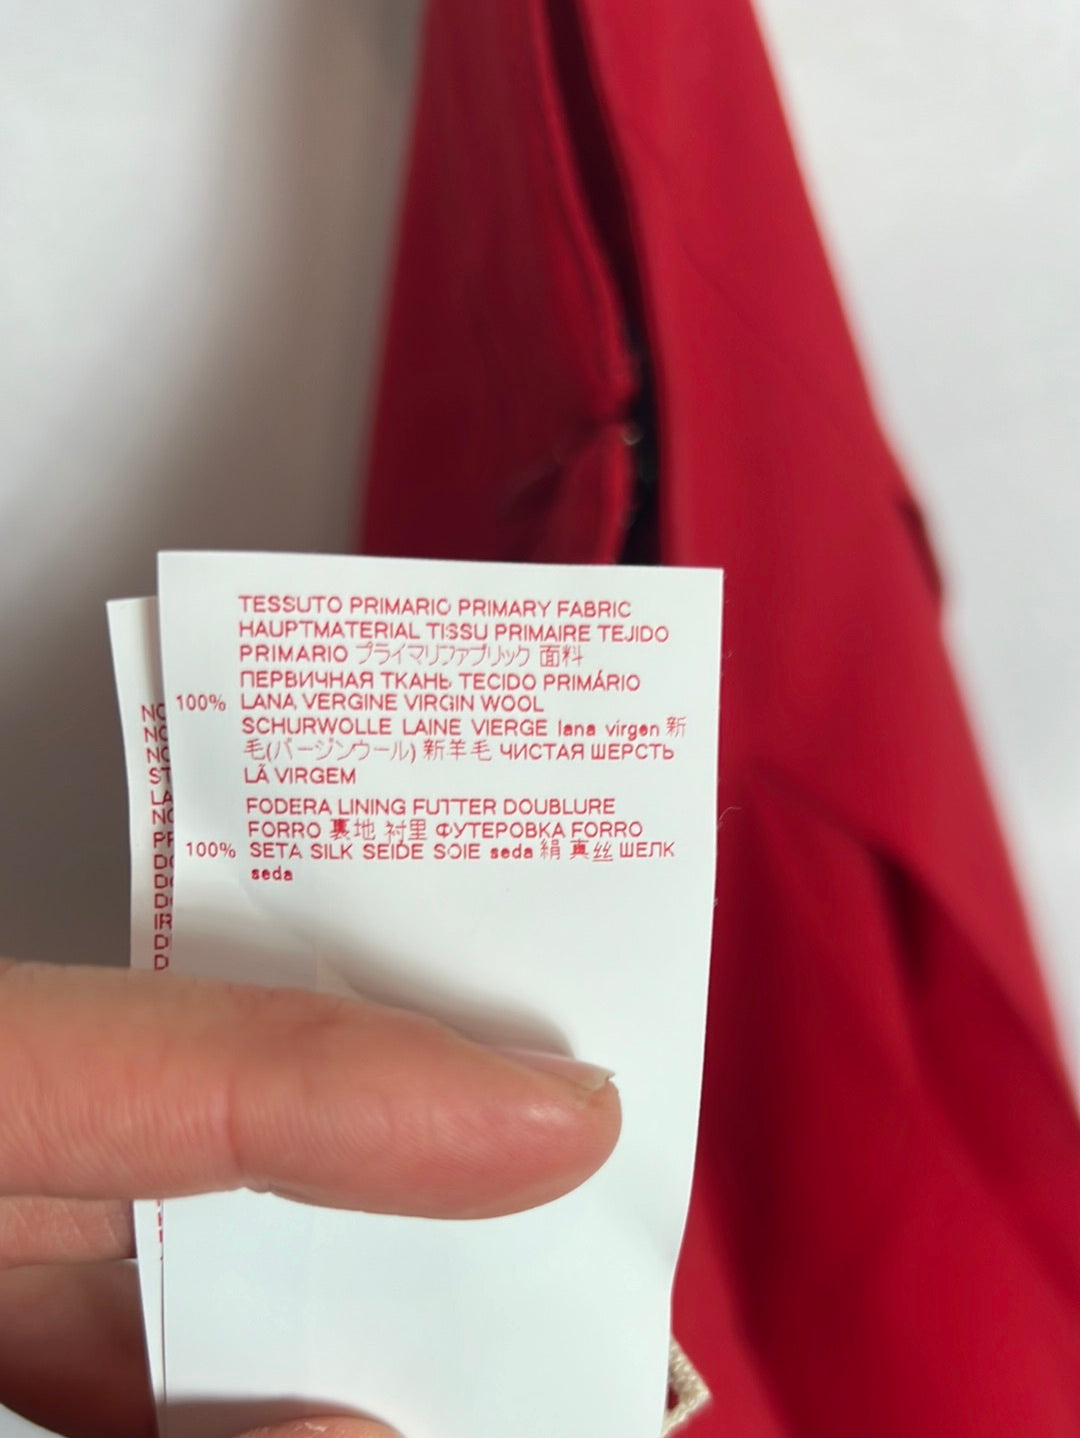 TESSUTO PRIMARIO PRIMARY FABRIC
HAUPTMATERIAL TISSU PRIMAIRE TEJIDO
PRIMARIO プライマリファブリック 面料
ПЕРВИЧНАЯ ТКАНЬ TECIDO PRIMÁRIO
100% LANA VERGINE VIRGIN WOOL
SCHURWOLLE LAINE VIERGE lana virgen 新
毛(バージンウール) 新羊毛 ЧИСТАЯ ШЕРСТЬ
LÃ VIRGEM
FODERA LINING FUTTER DOUBLURE
FORRO 裏地 衬里 ФУТЕРОВКА FORRO
100% SETA SILK SEIDE SOIE seda 絹 真丝 ШЕЛК
seda